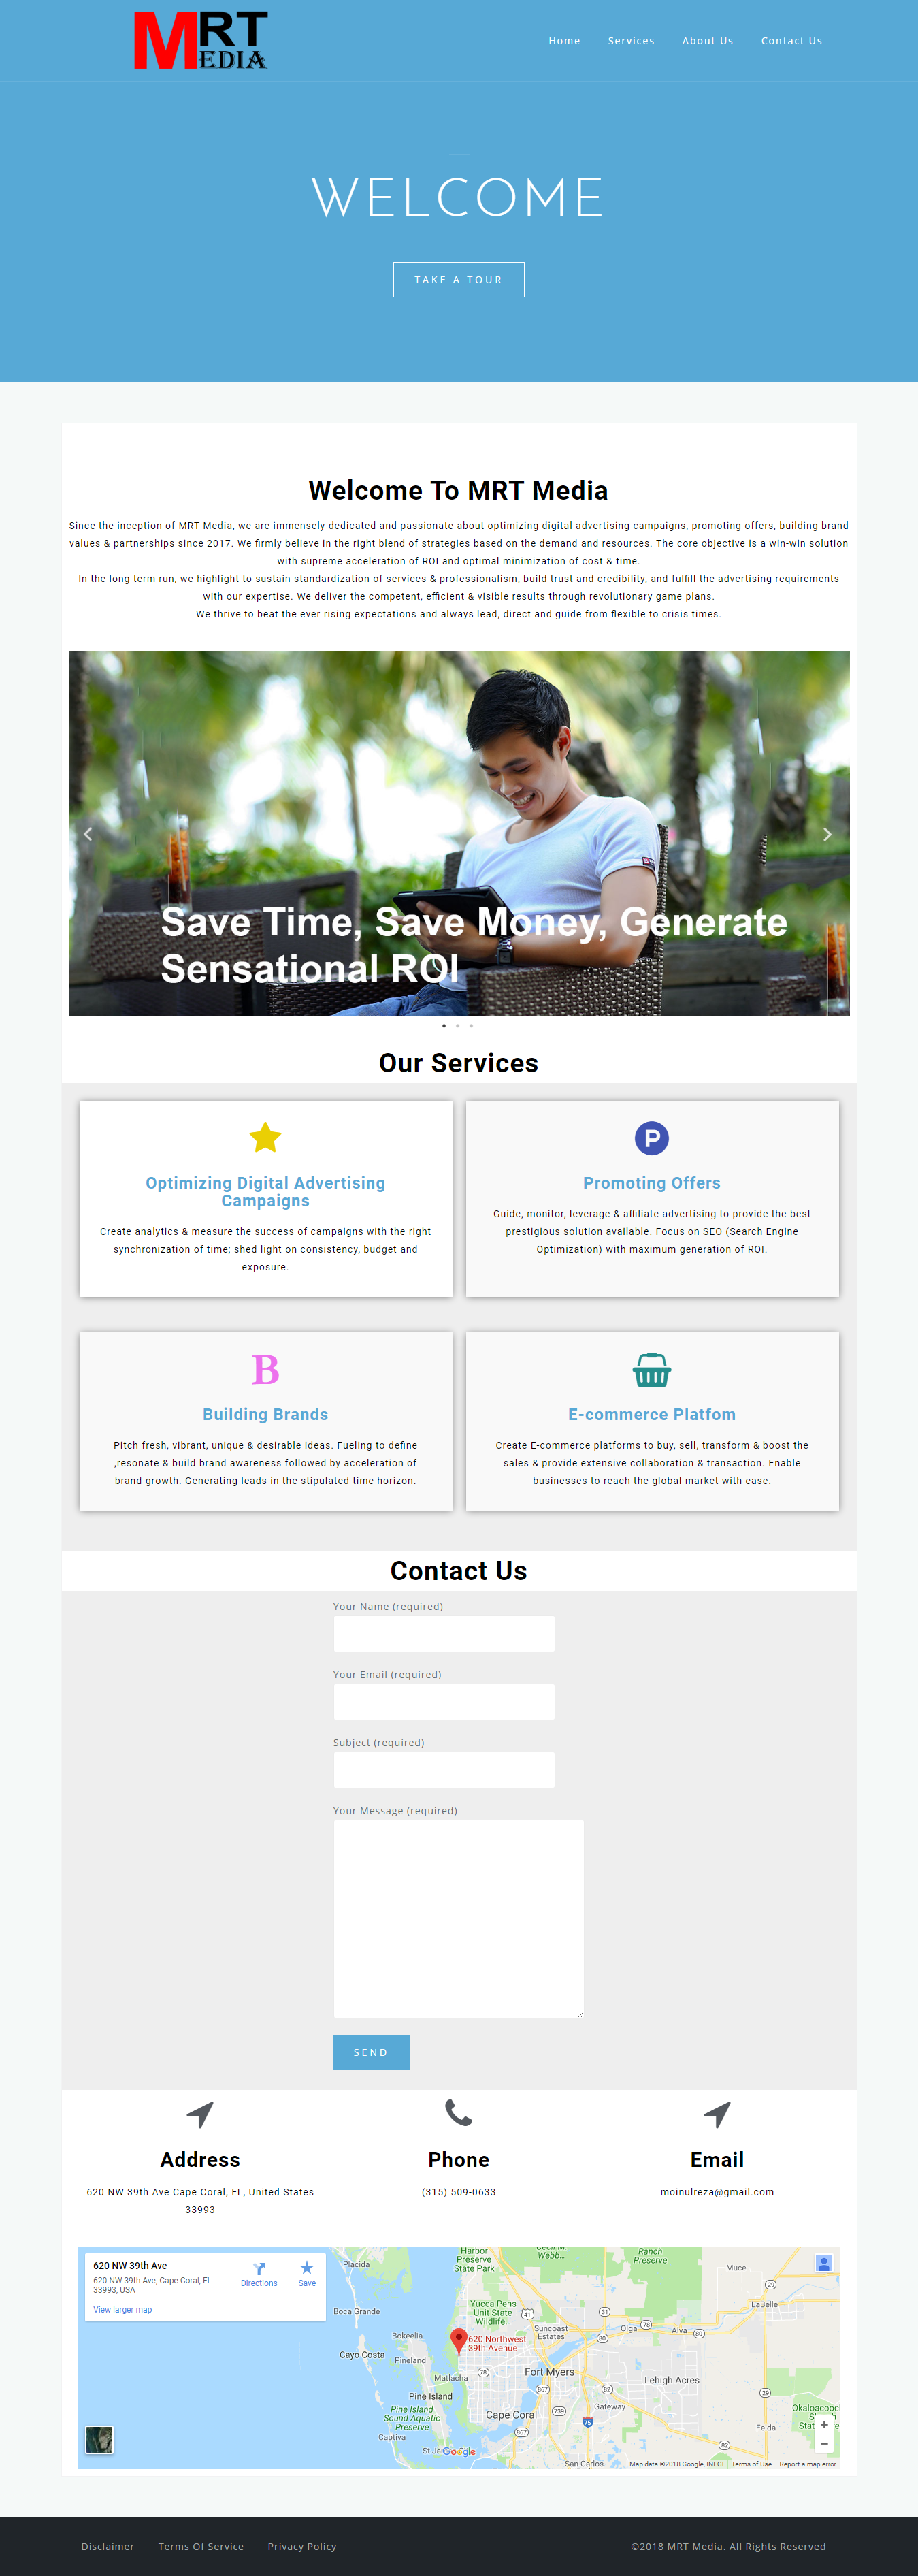 MRT
MEDIA
Home Services About Us Contact Us
WELCOME
TAKE A TOUR
Welcome To MRT Media
Since the inception of MRT Media, we are immensely dedicated and passionate about optimizing digital advertising campaigns, promoting offers, building brand
values & partnerships since 2017. We firmly believe in the right blend of strategies based on the demand and resources. The core objective is a win-win solution
with supreme acceleration of ROI and optimal minimization of cost & time.
In the long term run, we highlight to sustain standardization of services & professionalism, build trust and credibility, and fulfill the advertising requirements
with our expertise. We deliver the competent, efficient & visible results through revolutionary game plans.
We thrive to beat the ever rising expectations and always lead, direct and guide from flexible to crisis times.
Save Time, Save Money, Generate
Sensational ROI
Our Services
Optimizing Digital Advertising
Campaigns
Create analytics & measure the success of campaigns with the right
synchronization of time; shed light on consistency, budget and
exposure.
P
Promoting Offers
Guide, monitor, leverage & affiliate advertising to provide the best
prestigious solution available. Focus on SEO (Search Engine
Optimization) with maximum generation of ROI.
B
Building Brands
Pitch fresh, vibrant, unique & desirable ideas. Fueling to define
,resonate & build brand awareness followed by acceleration of
brand growth. Generating leads in the stipulated time horizon.
E-commerce Platfom
Create E-commerce platforms to buy, sell, transform & boost the
sales & provide extensive collaboration & transaction. Enable
businesses to reach the global market with ease.
Contact Us
Your Name (required)
Your Email (required)
Subject (required)
Your Message (required)
SEND
Address
620 NW 39th Ave Cape Coral, FL, United States
33993
Phone
(315) 509-0633
Email
moinulreza@gmail.com
620 NW 39th Ave
620 NW 39th Ave, Cape Coral, FL
33993, USA
View larger map
Directions
Save
Placida
Harbor
Preserve
State Park
Cecil W
Webb...
Ranch
Preserve
Muce
29
LaBelle
Boca Grande
Yucca Pens
Unit State
Wildlife...
41
31
78
Suncoast
Estates
Olga
Alva
80
80
Bokeelia
620 Northwest
39th Avenue
Cayo Costa
Pineland
Matlacha
78
Fort Myers
Lehigh Acres
Pine Island
867
82
29
Pine Island
Sound Aquatic
Preserve
Cape Coral
739
Gateway
75
Okaloacooch
Captiva
867
Felda
St Ja
Google
82
San Carlos
Map data ©2018 Google, INEGI Terms of Use Report a map error
Disclaimer Terms Of Service Privacy Policy
©2018 MRT Media. All Rights Reserved